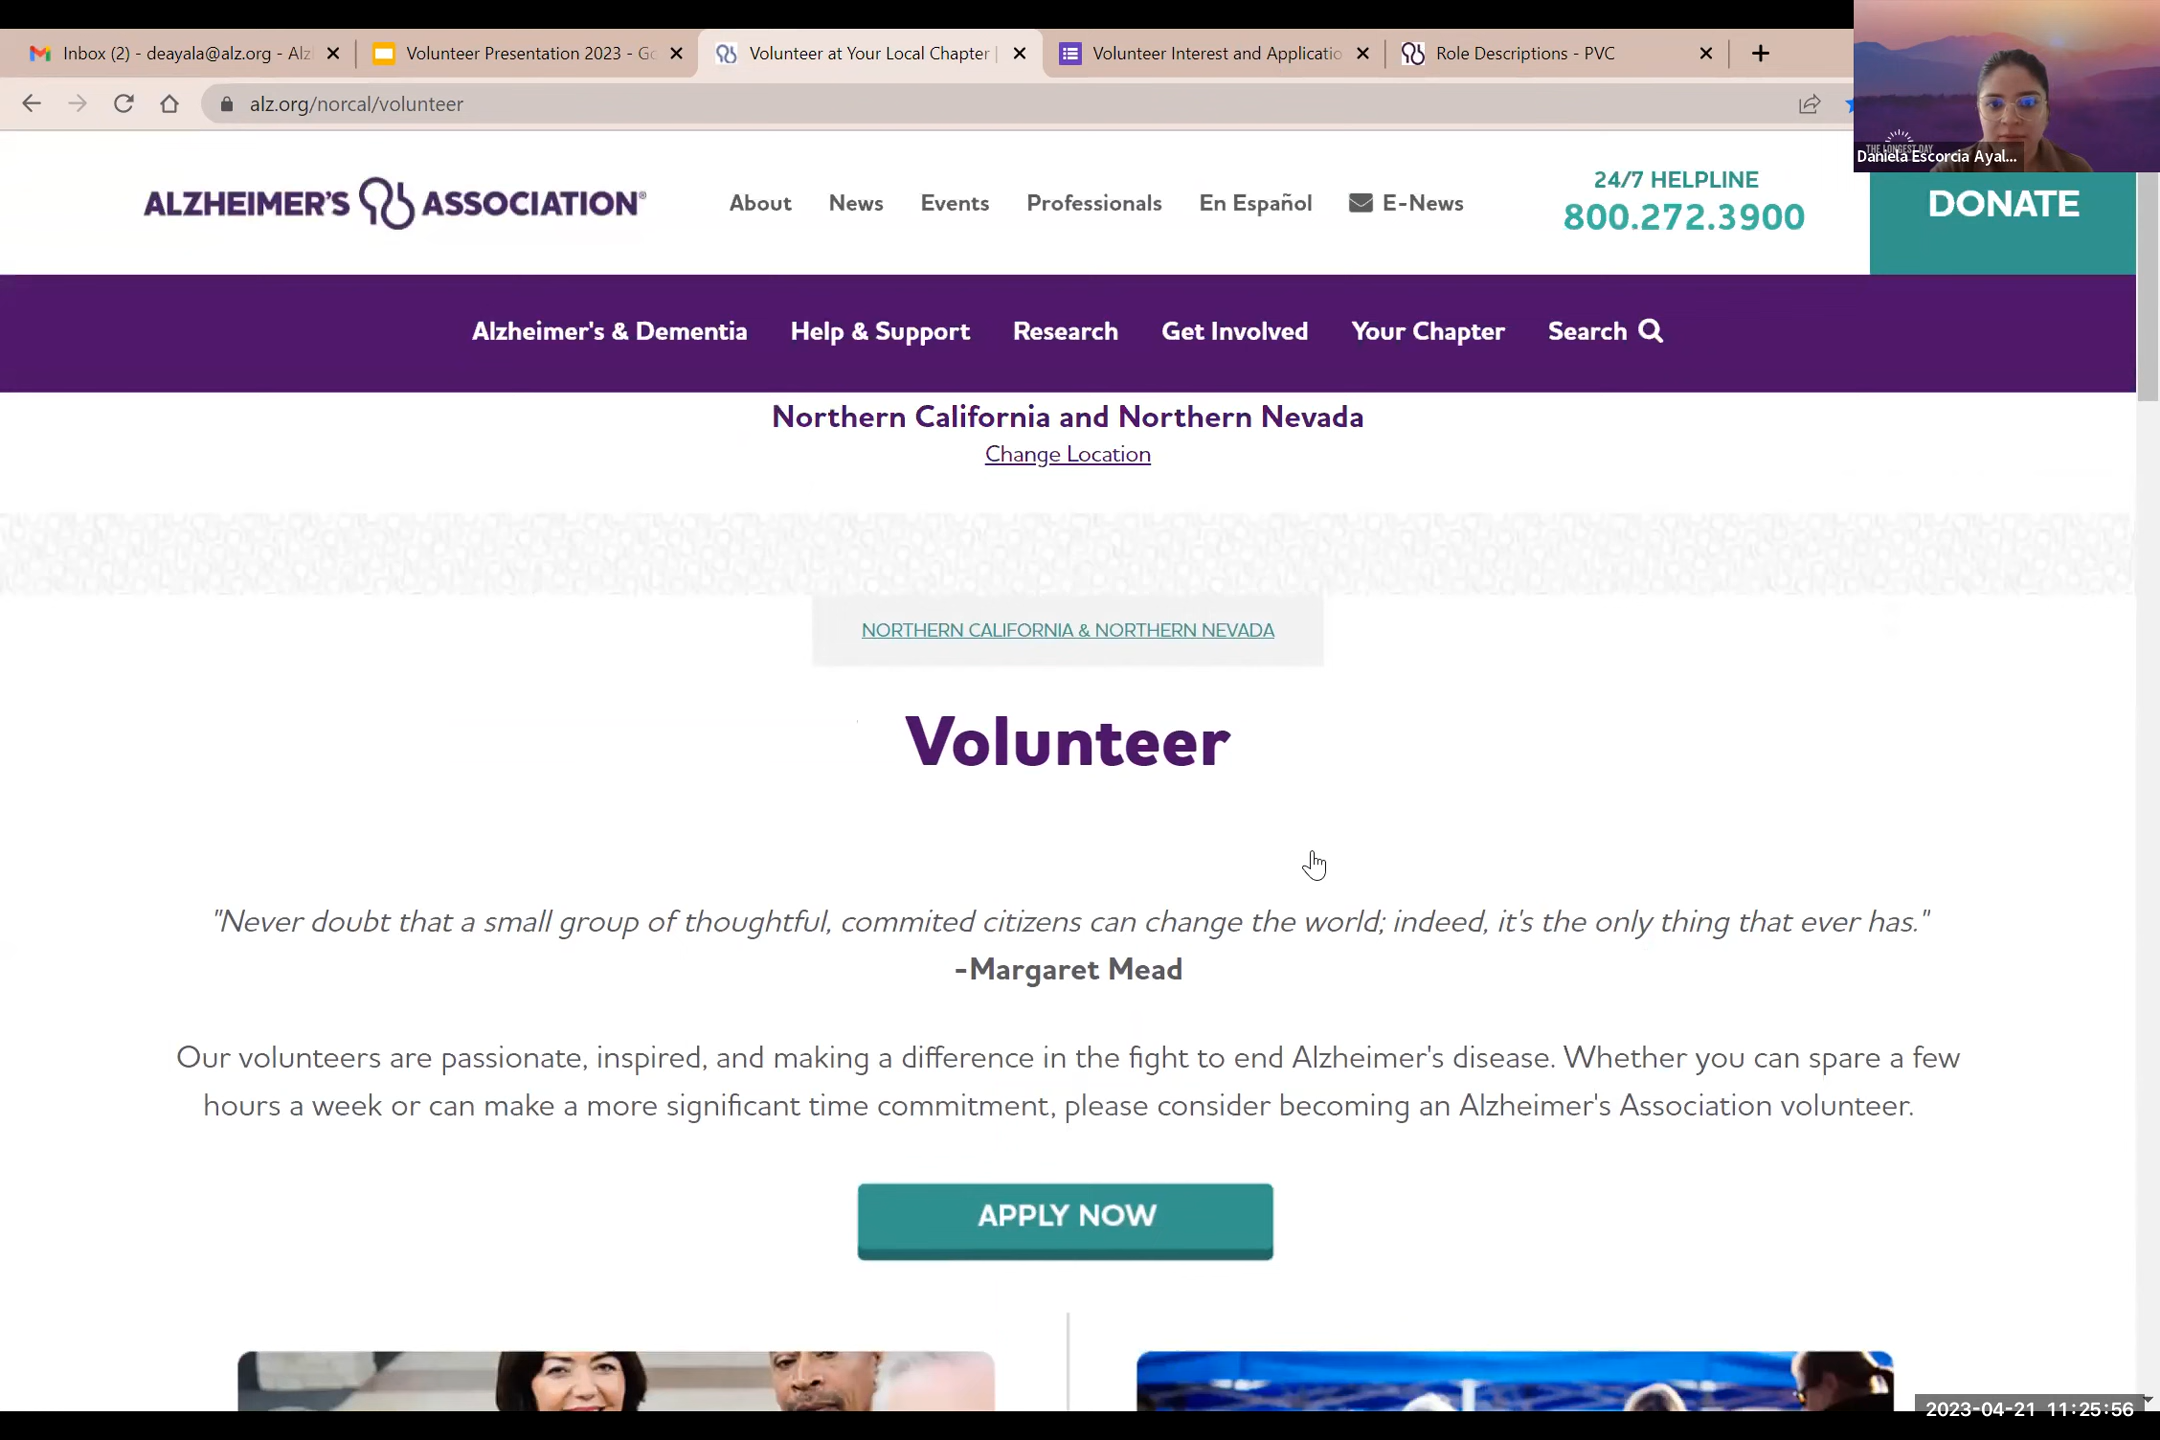 Inbox (2) - deayala@alz.org - Alz
Volunteer Presentation 2023 - Go
Volunteer at Your Local Chapter |
Volunteer Interest and Applicatio
Role Descriptions - PVC
alz.org/norcal/volunteer
THE LONGEST DAY
Daniela Escorcia Ayal...
ALZHEIMER'S ASSOCIATION®
About News Events Professionals En Español E-News
24/7 HELPLINE
800.272.3900
DONATE
Alzheimer's & Dementia Help & Support Research Get Involved Your Chapter Search
Northern California and Northern Nevada
Change Location
NORTHERN CALIFORNIA & NORTHERN NEVADA
Volunteer
"Never doubt that a small group of thoughtful, commited citizens can change the world; indeed, it's the only thing that ever has."
-Margaret Mead
Our volunteers are passionate, inspired, and making a difference in the fight to end Alzheimer's disease. Whether you can spare a few
hours a week or can make a more significant time commitment, please consider becoming an Alzheimer's Association volunteer.
APPLY NOW
2023-04-21 11:25:56